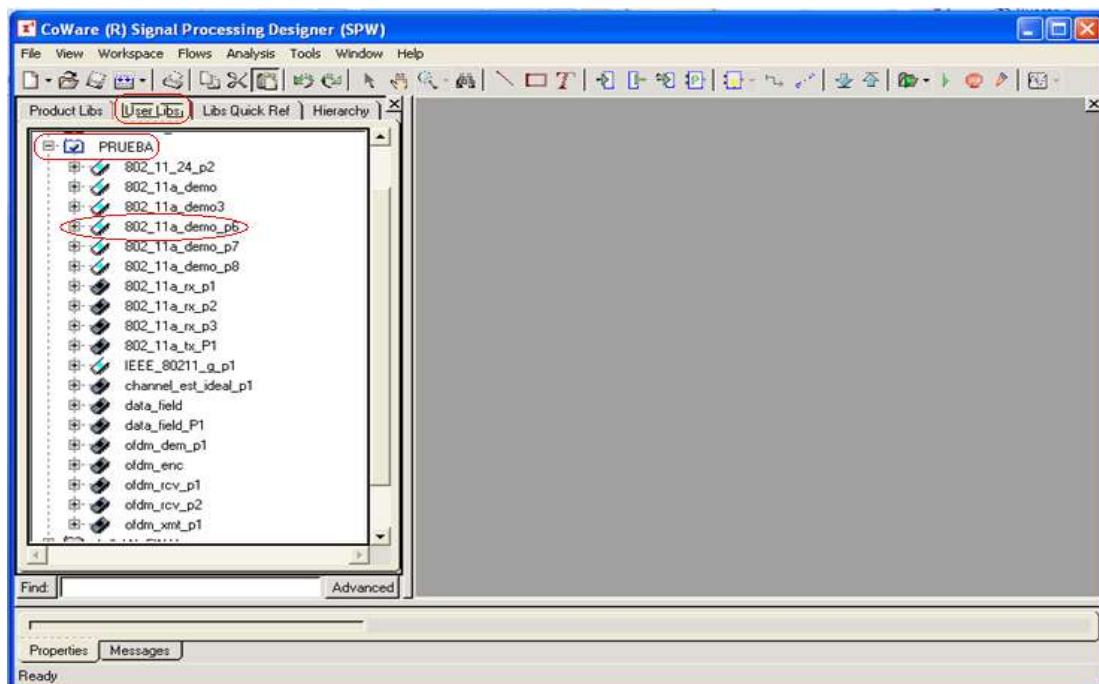 CoWare (R) Signal Processing Designer (SPW)
File View Workspace Flows Analysis Tools Window Help
Product Libs User Libs Libs Quick Ref Hierarchy
PRUEBA
802_11_24_p2
802_11a_demo
802_11a_demo3
802_11a_demo_p6
802_11a_demo_p7
802_11a_demo_p8
802_11a_rx_p1
802_11a_rx_p2
802_11a_rx_p3
802_11a_tx_P1
IEEE_80211_g_p1
channel_est_ideal_p1
data_field
data_field_P1
ofdm_dem_p1
ofdm_enc
ofdm_rcv_p1
ofdm_rcv_p2
ofdm_xmt_p1
Find: Advanced
Properties Messages
Ready